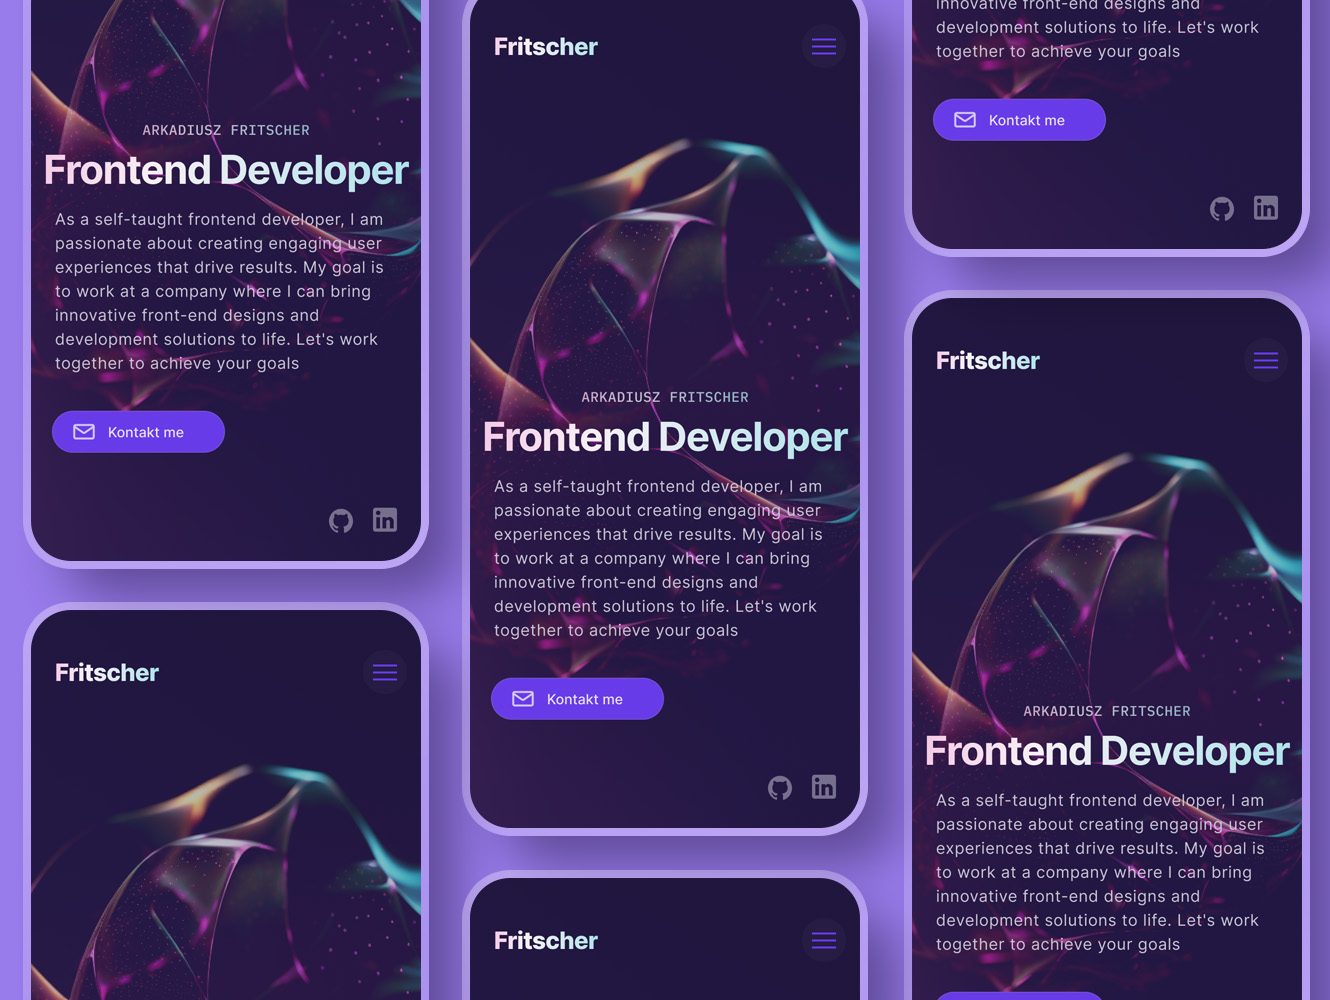 ARKADIUSZ FRITSCHER
Frontend Developer
As a self-taught frontend developer, I am
passionate about creating engaging user
experiences that drive results. My goal is
to work at a company where I can bring
innovative front-end designs and
development solutions to life. Let's work
together to achieve your goals
Kontakt me
Fritscher
Fritscher
ARKADIUSZ FRITSCHER
Frontend Developer
As a self-taught frontend developer, I am
passionate about creating engaging user
experiences that drive results. My goal is
to work at a company where I can bring
innovative front-end designs and
development solutions to life. Let's work
together to achieve your goals
Kontakt me
Fritscher
innovative front-end designs and
development solutions to life. Let's work
together to achieve your goals
Kontakt me
Fritscher
ARKADIUSZ FRITSCHER
Frontend Developer
As a self-taught frontend developer, I am
passionate about creating engaging user
experiences that drive results. My goal is
to work at a company where I can bring
innovative front-end designs and
development solutions to life. Let's work
together to achieve your goals